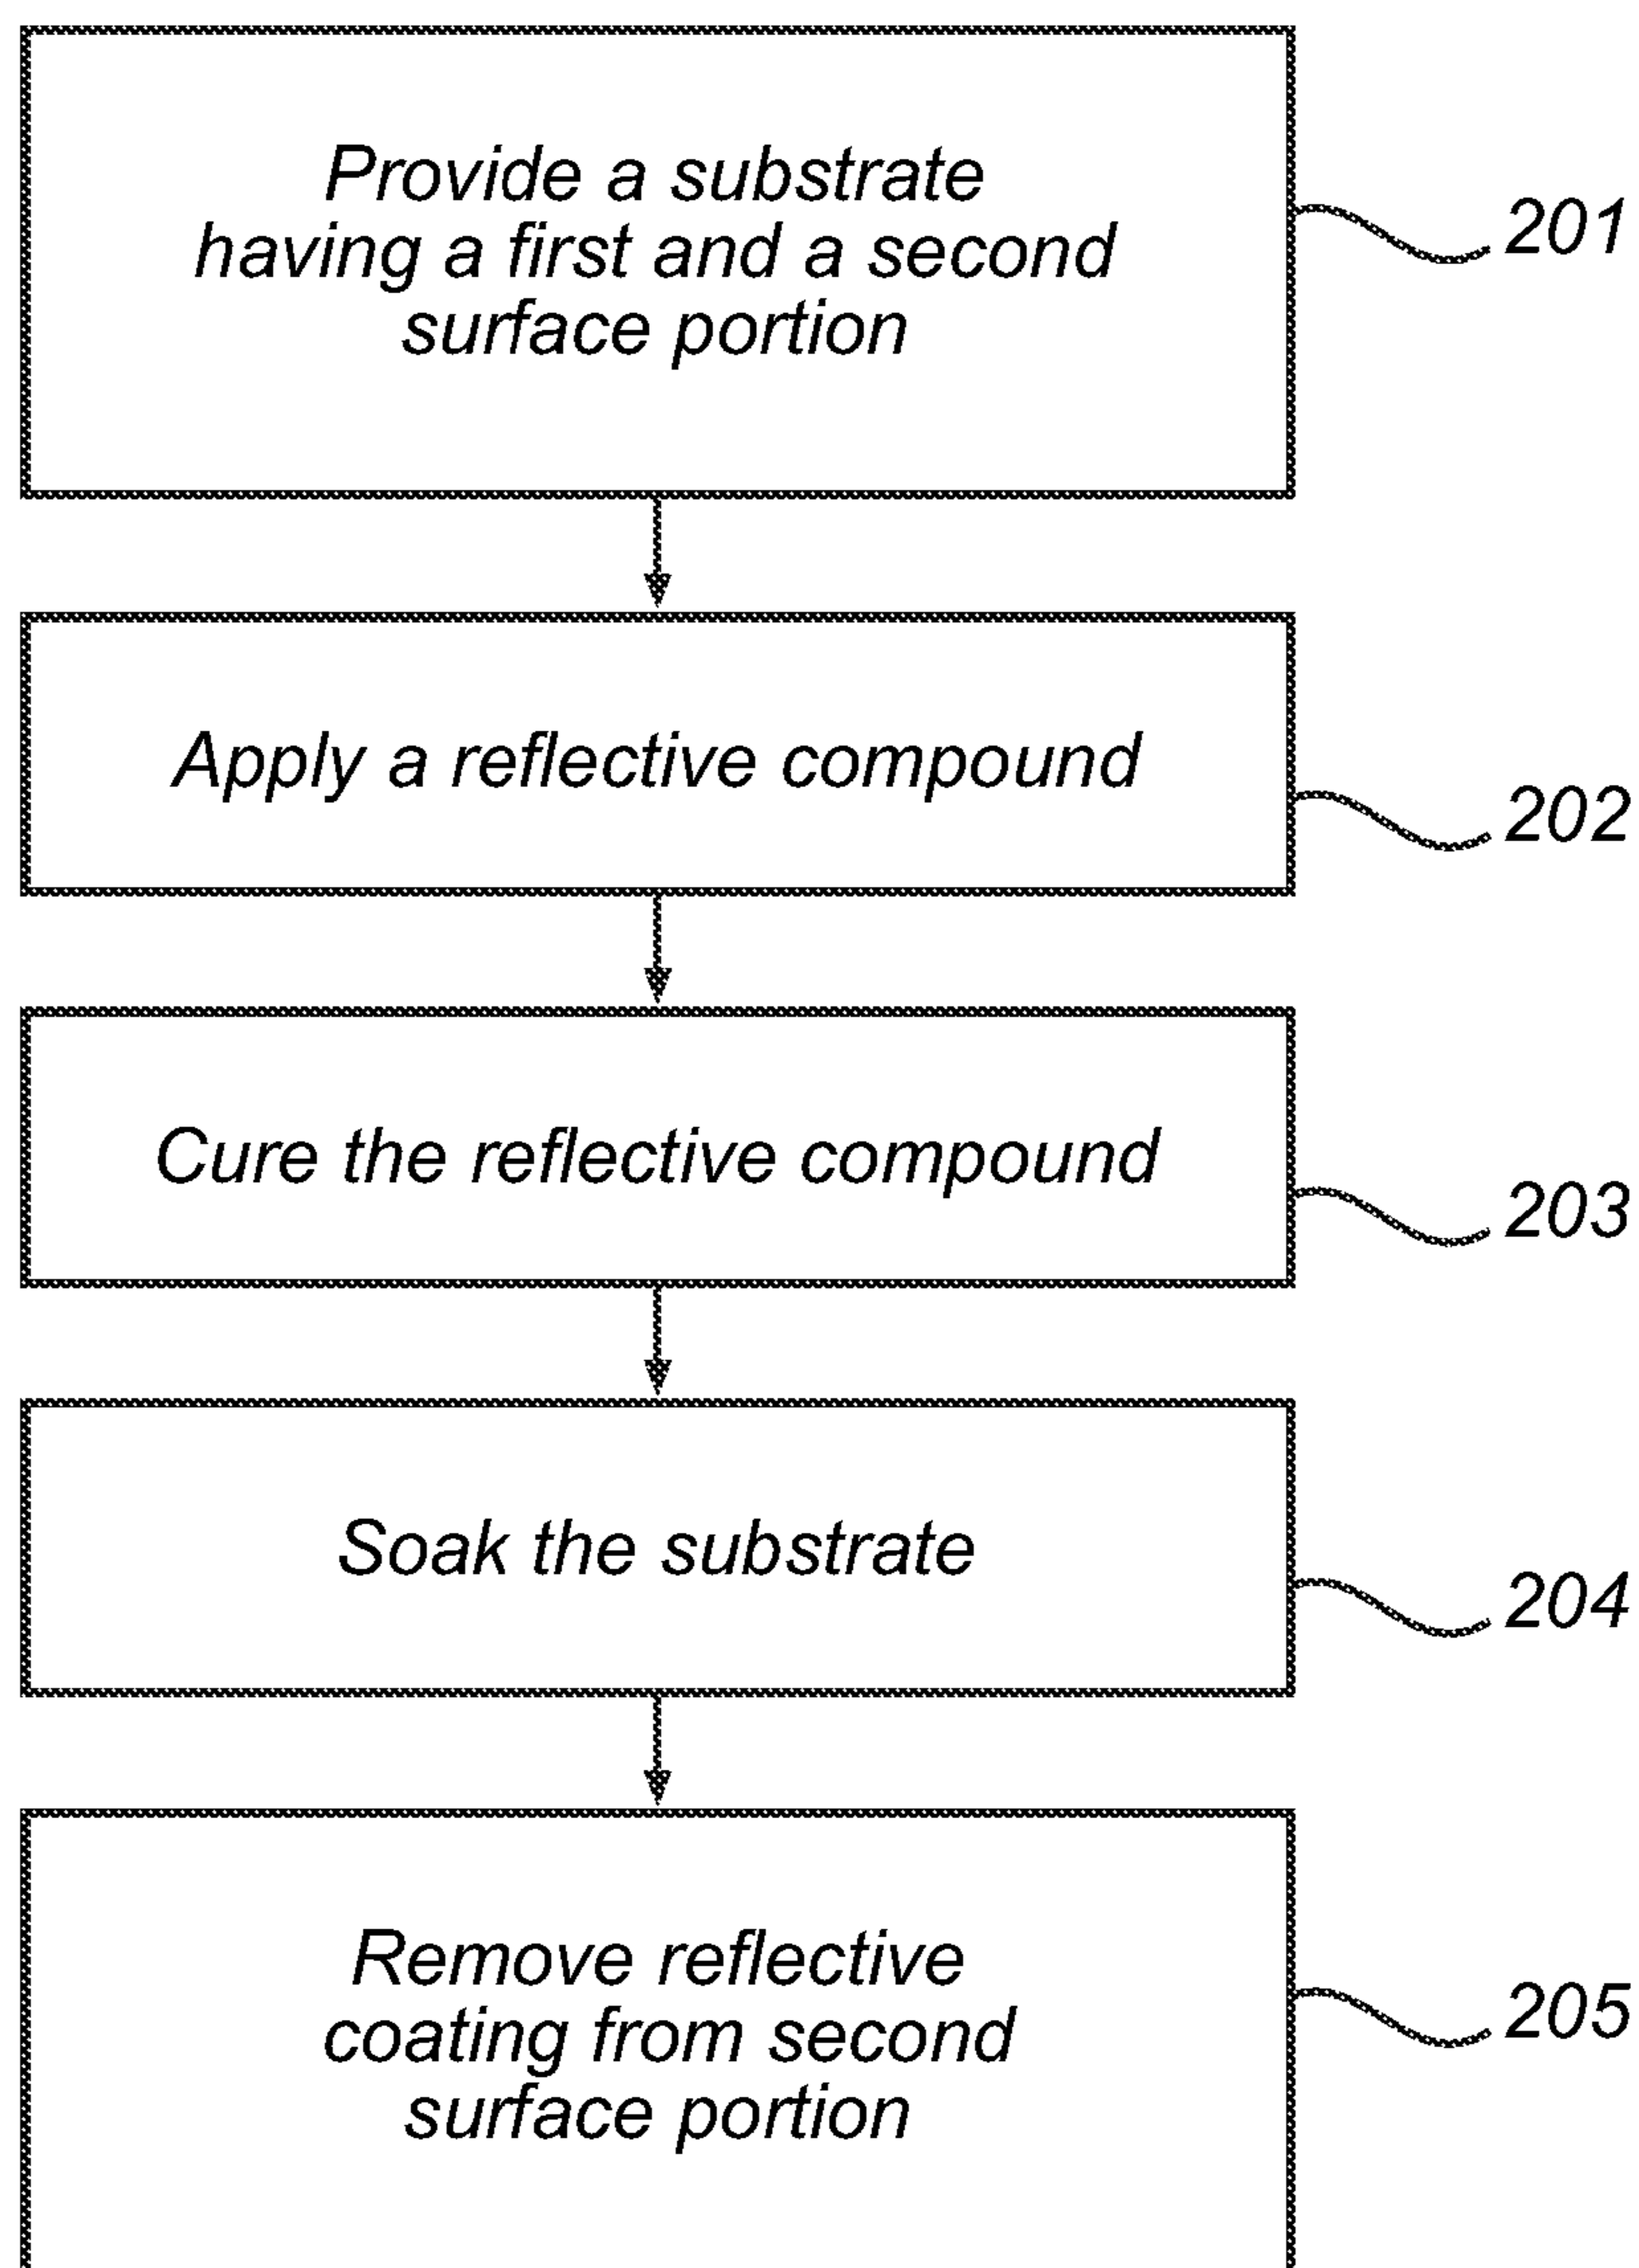 Provide a substrate
having a first and a second
surface portion
201
Apply a reflective compound
202
Cure the reflective compound
203
Soak the substrate
204
Remove reflective
coating from second
surface portion
205